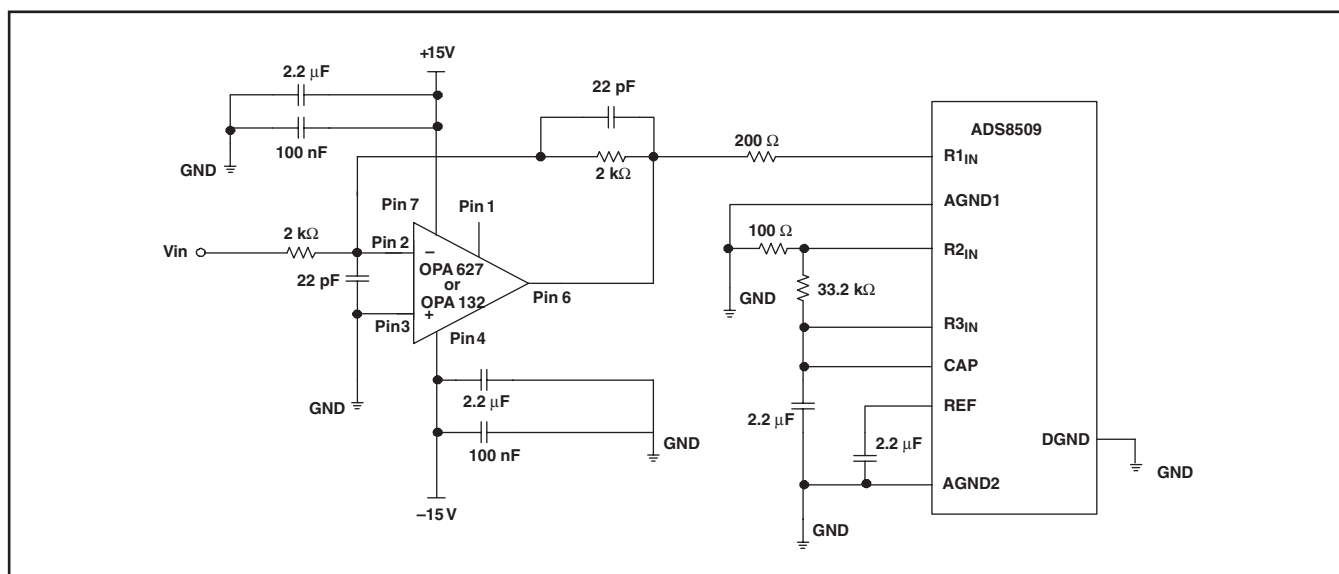 +15V
2.2 µF
100 nF
GND
22 pF
2 kΩ
200 Ω
ADS8509
R1IN
AGND1
R2IN
R3IN
CAP
REF
AGND2
DGND
GND
100 Ω
GND
33.2 kΩ
2.2 µF
2.2 µF
GND
Pin 7
Pin 1
Vin
2 kΩ
Pin 2
–
OPA 627
or
OPA 132
22 pF
Pin3
+
Pin 6
Pin 4
GND
2.2 µF
100 nF
GND
–15 V